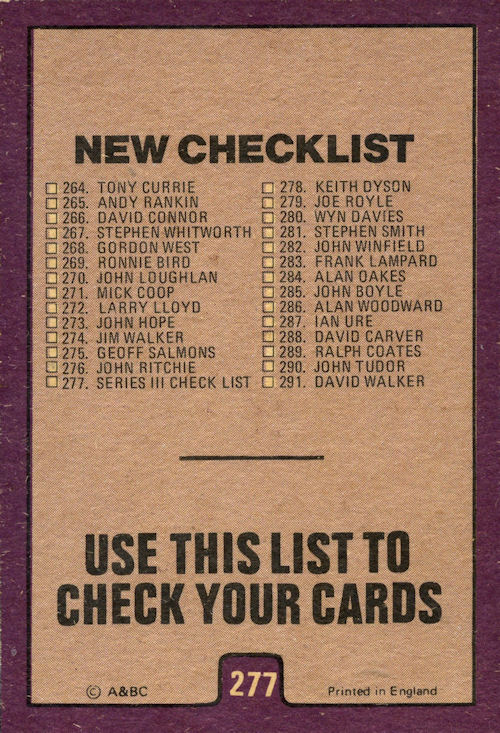 NEW CHECKLIST
264. TONY CURRIE
265. ANDY RANKIN
266. DAVID CONNOR
267. STEPHEN WHITWORTH
268. GORDON WEST
269. RONNIE BIRD
270. JOHN LOUGHLAN
271. MICK COOP
272. LARRY LLOYD
273. JOHN HOPE
274. JIM WALKER
275. GEOFF SALMONS
276. JOHN RITCHIE
277. SERIES III CHECK LIST
278. KEITH DYSON
279. JOE ROYLE
280. WYN DAVIES
281. STEPHEN SMITH
282. JOHN WINFIELD
283. FRANK LAMPARD
284. ALAN OAKES
285. JOHN BOYLE
286. ALAN WOODWARD
287. IAN URE
288. DAVID CARVER
289. RALPH COATES
290. JOHN TUDOR
291. DAVID WALKER
USE THIS LIST TO
CHECK YOUR CARDS
© A&BC
277
Printed in England